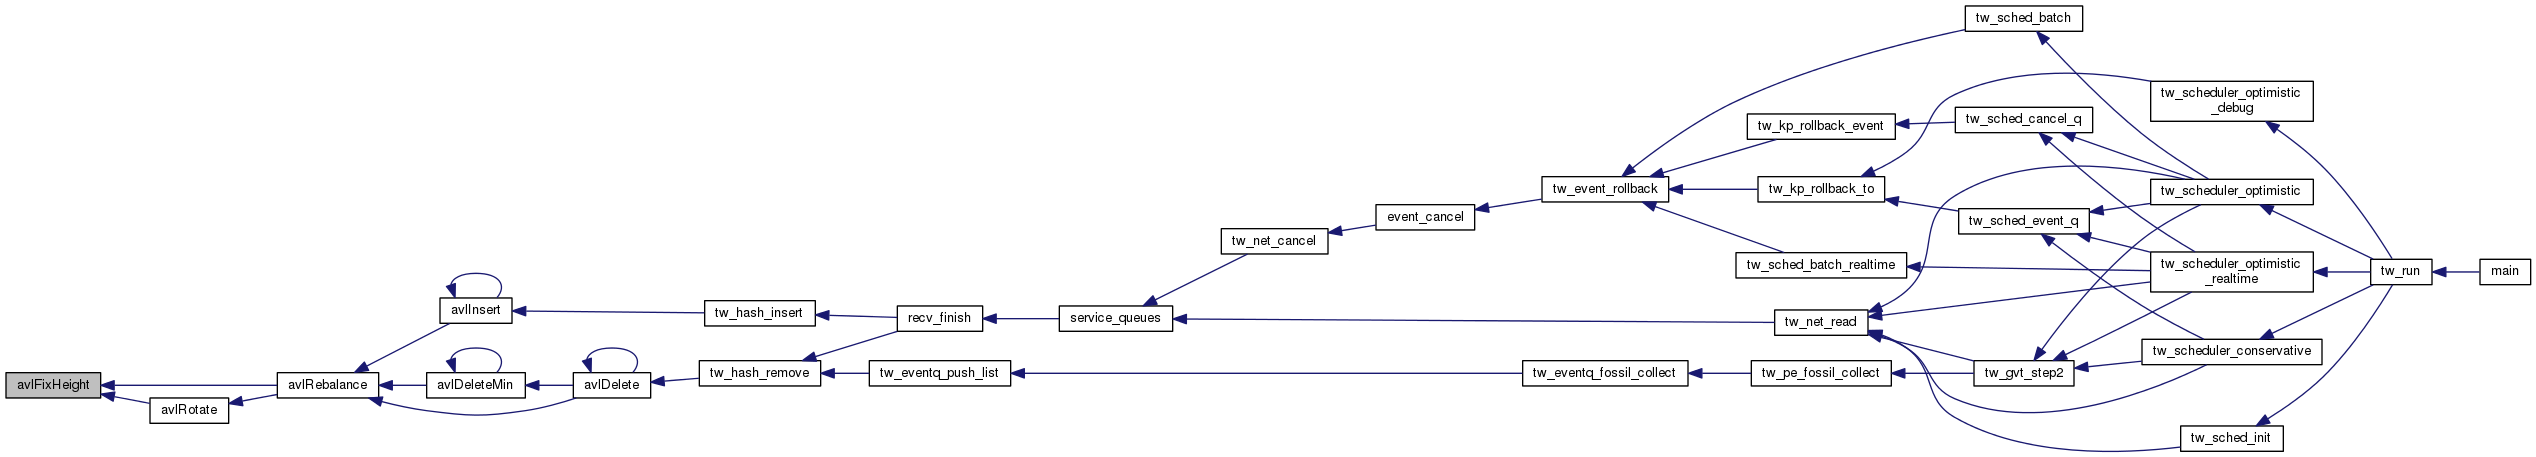 tw_sched_batch
tw_scheduler_optimistic
_debug
tw_sched_cancel_q
tw_kp_rollback_event
tw_event_rollback
tw_kp_rollback_to
tw_scheduler_optimistic
event_cancel
tw_sched_event_q
tw_net_cancel
tw_sched_batch_realtime
tw_scheduler_optimistic
_realtime
tw_run
main
avlInsert
tw_hash_insert
recv_finish
service_queues
tw_net_read
tw_scheduler_conservative
avlFixHeight
avlRebalance
avlDeleteMin
avlDelete
tw_hash_remove
tw_eventq_push_list
tw_eventq_fossil_collect
tw_pe_fossil_collect
tw_gvt_step2
avlRotate
tw_sched_init